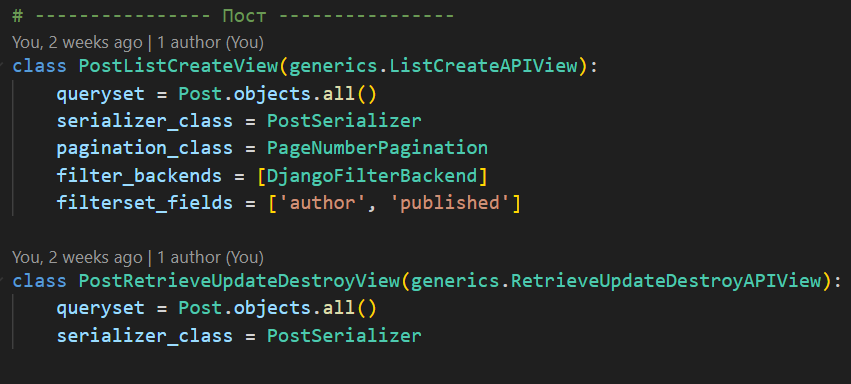 # ---------------- Пост ----------------
You, 2 weeks ago | 1 author (You)
class PostListCreateView(generics.ListCreateAPIView):
    queryset = Post.objects.all()
    serializer_class = PostSerializer
    pagination_class = PageNumberPagination
    filter_backends = [DjangoFilterBackend]
    filterset_fields = ['author', 'published']
You, 2 weeks ago | 1 author (You)
class PostRetrieveUpdateDestroyView(generics.RetrieveUpdateDestroyAPIView):
    queryset = Post.objects.all()
    serializer_class = PostSerializer